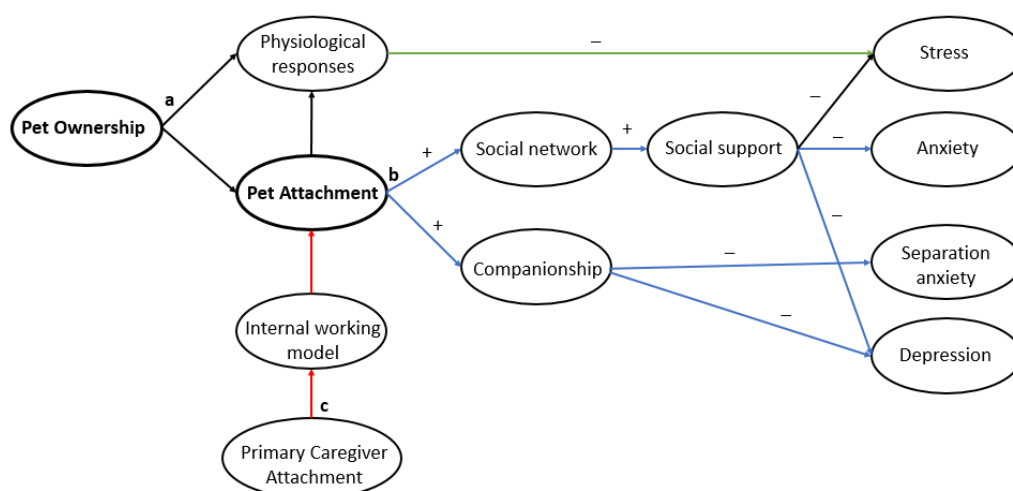 Physiological
responses
−
Stress
a
Pet Ownership
−
+
Social network
+
Social support
−
Anxiety
b
Pet Attachment
−
+
Companionship
−
Separation
anxiety
−
Internal working
model
Depression
c
Primary Caregiver
Attachment